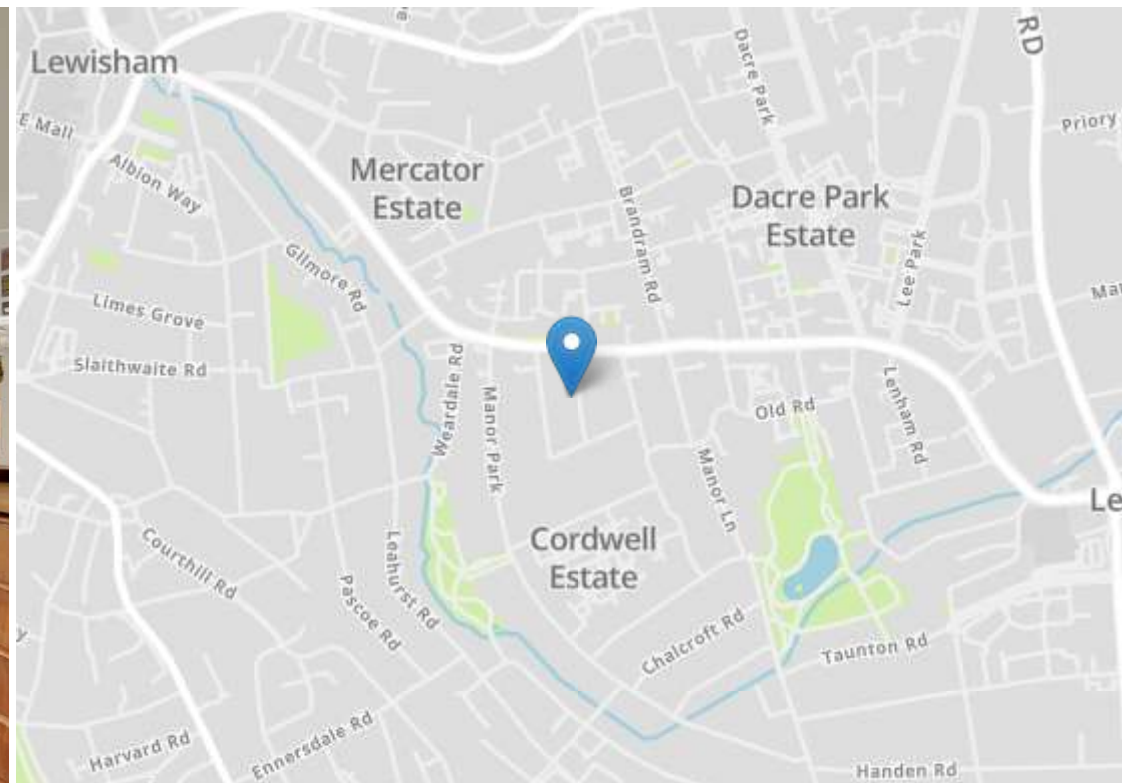 RD
Dacre Park
Lewisham
E Mall
Priory
Albion Way
Mercator
Estate
Brandram Rd
Dacre Park
Estate
Gilmore Rd
Lee Park
Limes Grove
Slaithwaite Rd
Weardale Rd
Manor Park
Old Rd
Lenham Rd
Manor Ln
Le
Cordwell
Estate
Courthill Rd
Leahurst Rd
Pascoe Rd
Chalcroft Rd
Taunton Rd
Harvard Rd
Ennersdale Rd
Handen Rd